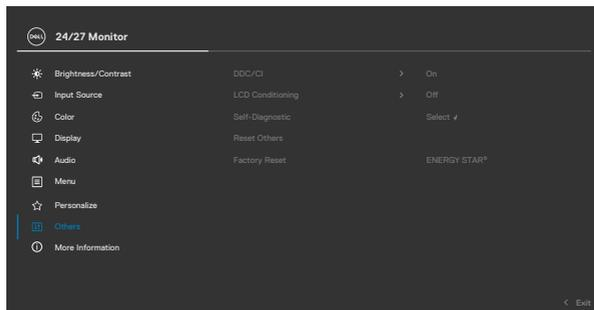 DELL 24/27 Monitor
Brightness/Contrast DDC/CI > On
Input Source LCD Conditioning > Off
Color Self-Diagnostic Select
Display Reset Others
Audio Factory Reset ENERGY STAR®
Menu
Personalize
Others
More Information
< Exit